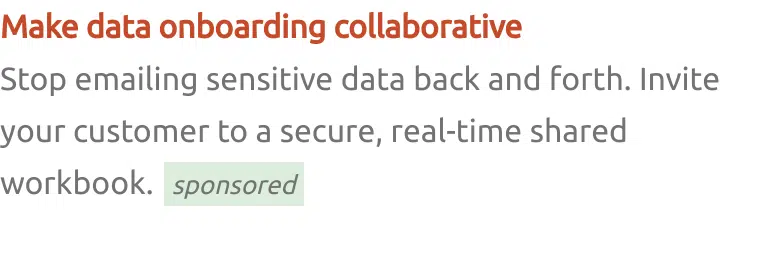 Make data onboarding collaborative
Stop emailing sensitive data back and forth. Invite
your customer to a secure, real-time shared
workbook. sponsored